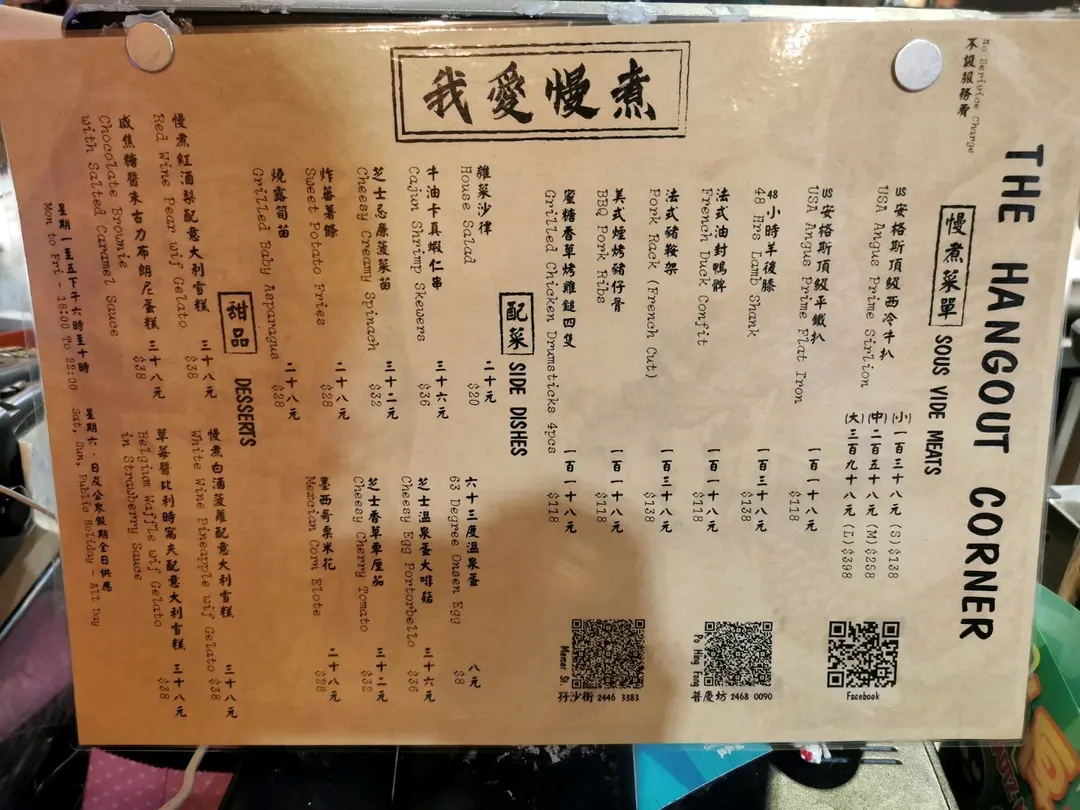 No Serivice Charge
不設服務費
THE HANGOUT CORNER
我愛慢煮
慢煮菜單 SOUS VIDE MEATS
US安格斯頂級西冷牛扒 (小)一百三十八元 (S)$138
USA Angus Prime Sirlion (中)二百五十八元 (M)$258
(大)三百九十八元 (L)$398
US安格斯頂級平鐵扒 一百一十八元
USA Angus Prime Flat Iron $118
48小時羊後膝 一百三十八元
48 Hrs Lamb Shank $138
法式油封鴨髀 一百一十八元
French Duck Confit $118
法式豬鞍架 一百三十八元
Pork Rack (French Cut) $138
美式煙烤豬仔骨 一百一十八元
BBQ Pork Ribs $118
蜜糖香草烤雞鎚四隻 一百一十八元
Grilled Chicken Drumsticks 4pcs $118
Facebook
Po Hing Fong
普慶坊 2468 0090
Mercer St.
孖沙街 2446 3383
配菜 SIDE DISHES
雜菜沙律 二十元
House Salad $20
牛油卡真蝦仁串 三十六元
Cajun Shrimp Skewers $36
芝士忌廉菠菜苗 三十二元
Cheesy Creamy Spinach $32
炸蕃薯條 二十八元
Sweet Potato Fries $28
燒露筍苗 二十八元
Grilled Baby Asparagus $28
六十三度溫泉蛋 八元
63 Degree Onsen Egg $8
芝士溫泉蛋大啡菇 三十六元
Cheesy Egg Portorbello $36
芝士香草車厘茄 三十二元
Cheesy Cherry Tomato $32
墨西哥粟米花 二十八元
Mexcian Corn Elote $28
甜品 DESSERTS
慢煮紅酒梨配意大利雪糕 三十八元
Red Wine Pear wif Gelato $38
咸焦糖醬朱古力布朗尼蛋糕 三十八元
Chocolate Brownie $38
with Salted Caramel Sauce
慢煮白酒菠蘿配意大利雪糕 三十八元
White Wine Pineapple wif Gelato $38
草莓醬比利時窩夫配意大利雪糕 三十八元
Belgium Waffle wif Gelato $38
in Strawberry Sauce
星期一至五下午六時至十時
Mon to Fri - 18:00 To 22:00
星期六、日及公眾假期全日供應
Sat, Sun, Public Holiday - All Day